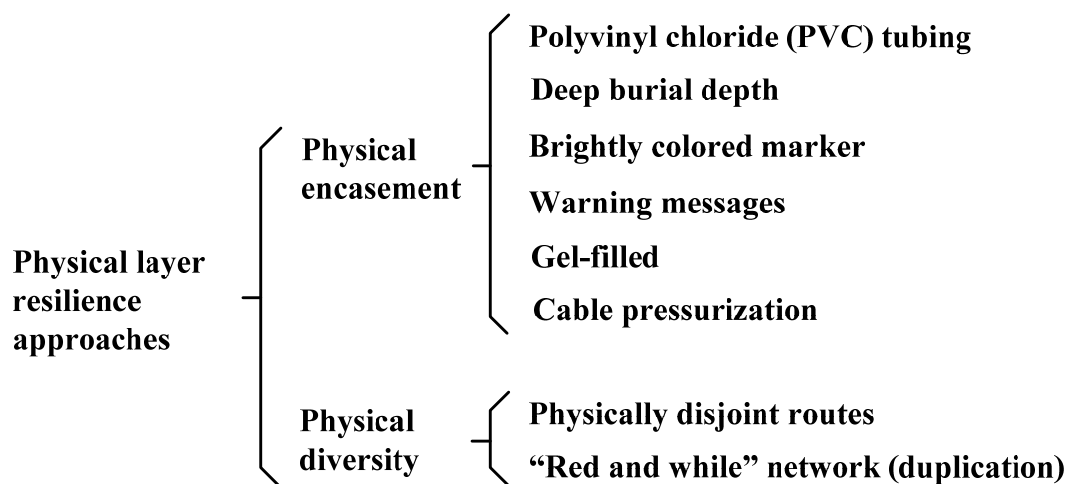 Physical layer
resilience
approaches
Physical
encasement
Polyvinyl chloride (PVC) tubing
Deep burial depth
Brightly colored marker
Warning messages
Gel-filled
Cable pressurization
Physical
diversity
Physically disjoint routes
“Red and while” network (duplication)